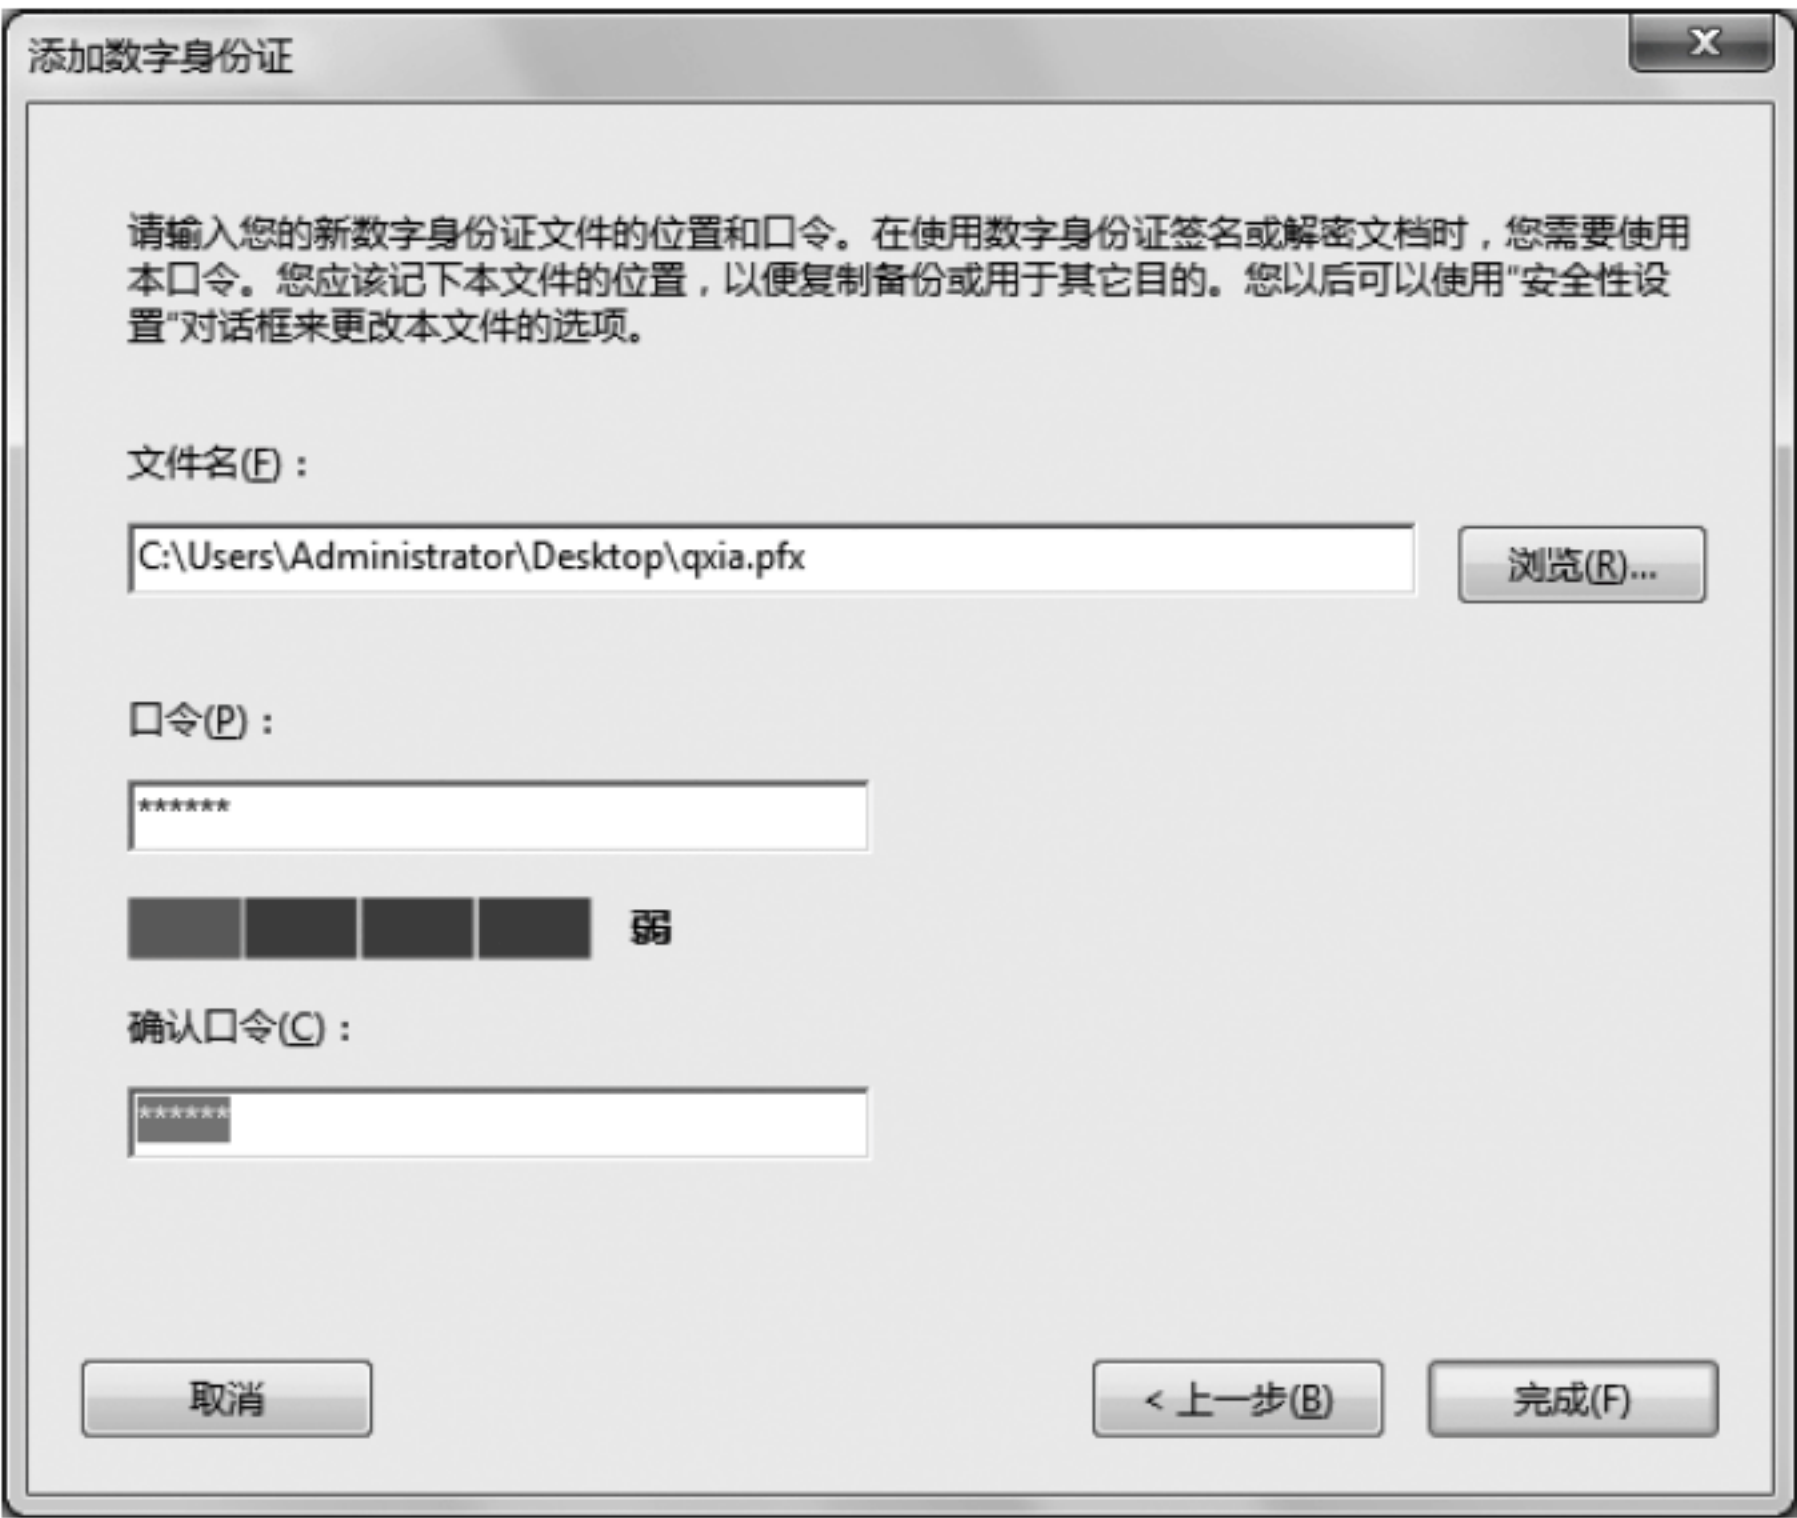 添加数字身份证
请输入您的新数字身份证文件的位置和口令。在使用数字身份证签名或解密文档时，您需要使用
本口令。您应该记下本文件的位置，以便复制备份或用于其它目的。您以后可以使用"安全性设
置"对话框来更改本文件的选项。
文件名(F)：
C:\Users\Administrator\Desktop\qxia.pfx
浏览(R)...
口令(P)：
******
弱
确认口令(C)：
******
取消
< 上一步(B)
完成(F)